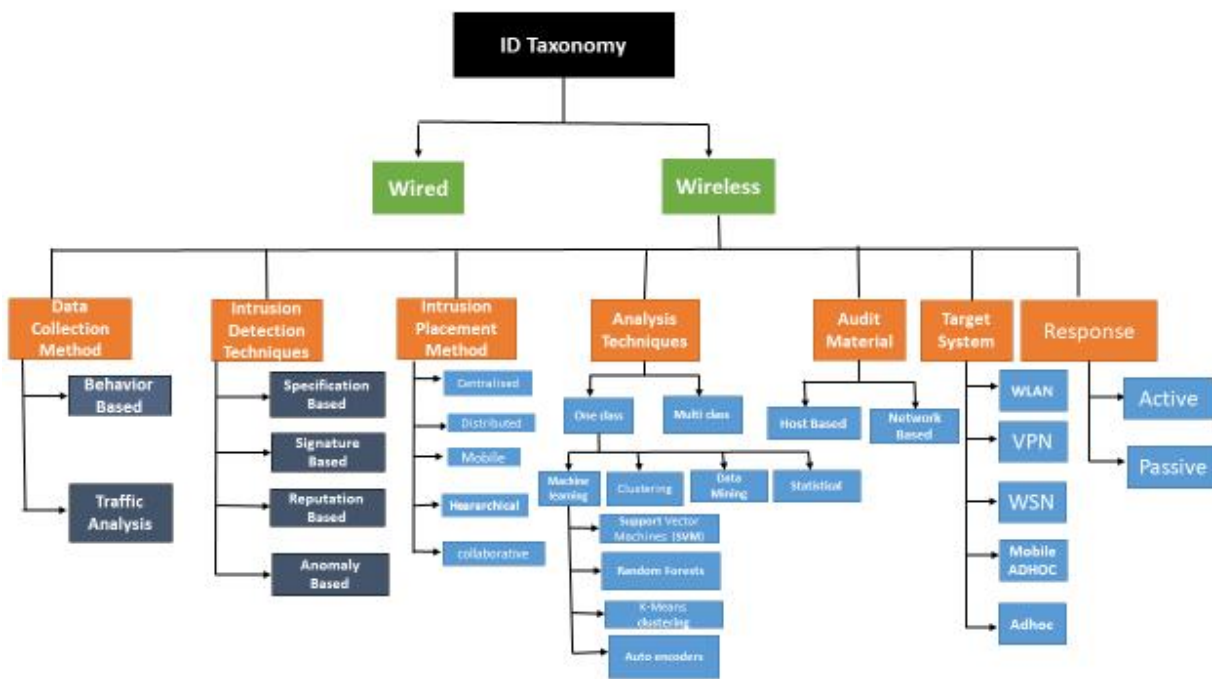 ID Taxonomy
Wired
Wireless
Data
Collection
Method
Intrusion
Detection
Techniques
Intrusion
Placement
Method
Analysis
Techniques
Audit
Material
Target
System
Response
Behavior
Based
Traffic
Analysis
Specification
Based
Signature
Based
Reputation
Based
Anomaly
Based
Centralised
Distributed
Mobile
Heararchical
collaborative
One class
Multi class
Machine
learning
Clustering
Data
Mining
Statistical
Support Vector
Machines (SVM)
Random Forests
K-Means
clustering
Auto encoders
Host Based
Network
Based
WLAN
VPN
WSN
Mobile
ADHOC
Adhoc
Active
Passive